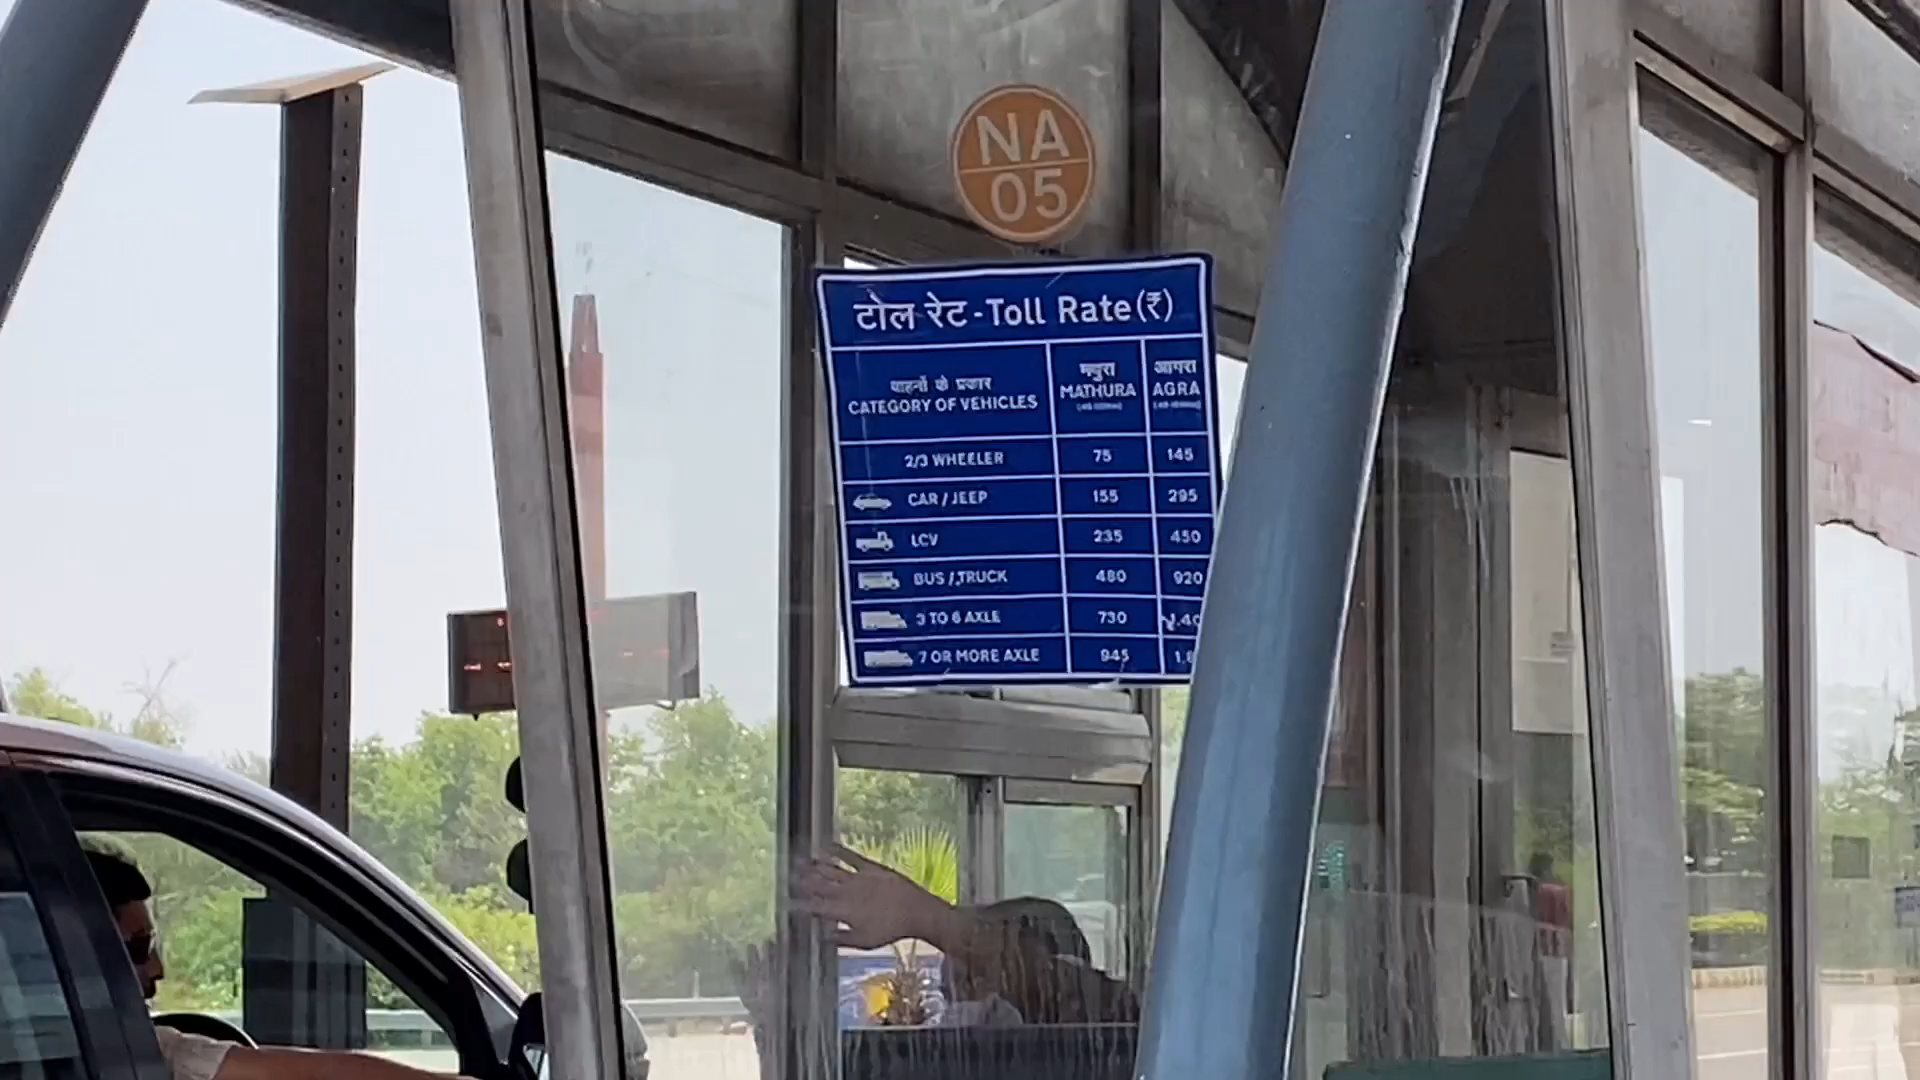 NA
05
टोल रेट - Toll Rate (₹)
वाहनों के प्रकार
CATEGORY OF VEHICLES
मथुरा
MATHURA
आगरा
AGRA
2/3 WHEELER 75 145
CAR / JEEP 155 295
LCV 235 450
BUS / TRUCK 480 920
3 TO 6 AXLE 730
7 OR MORE AXLE 945